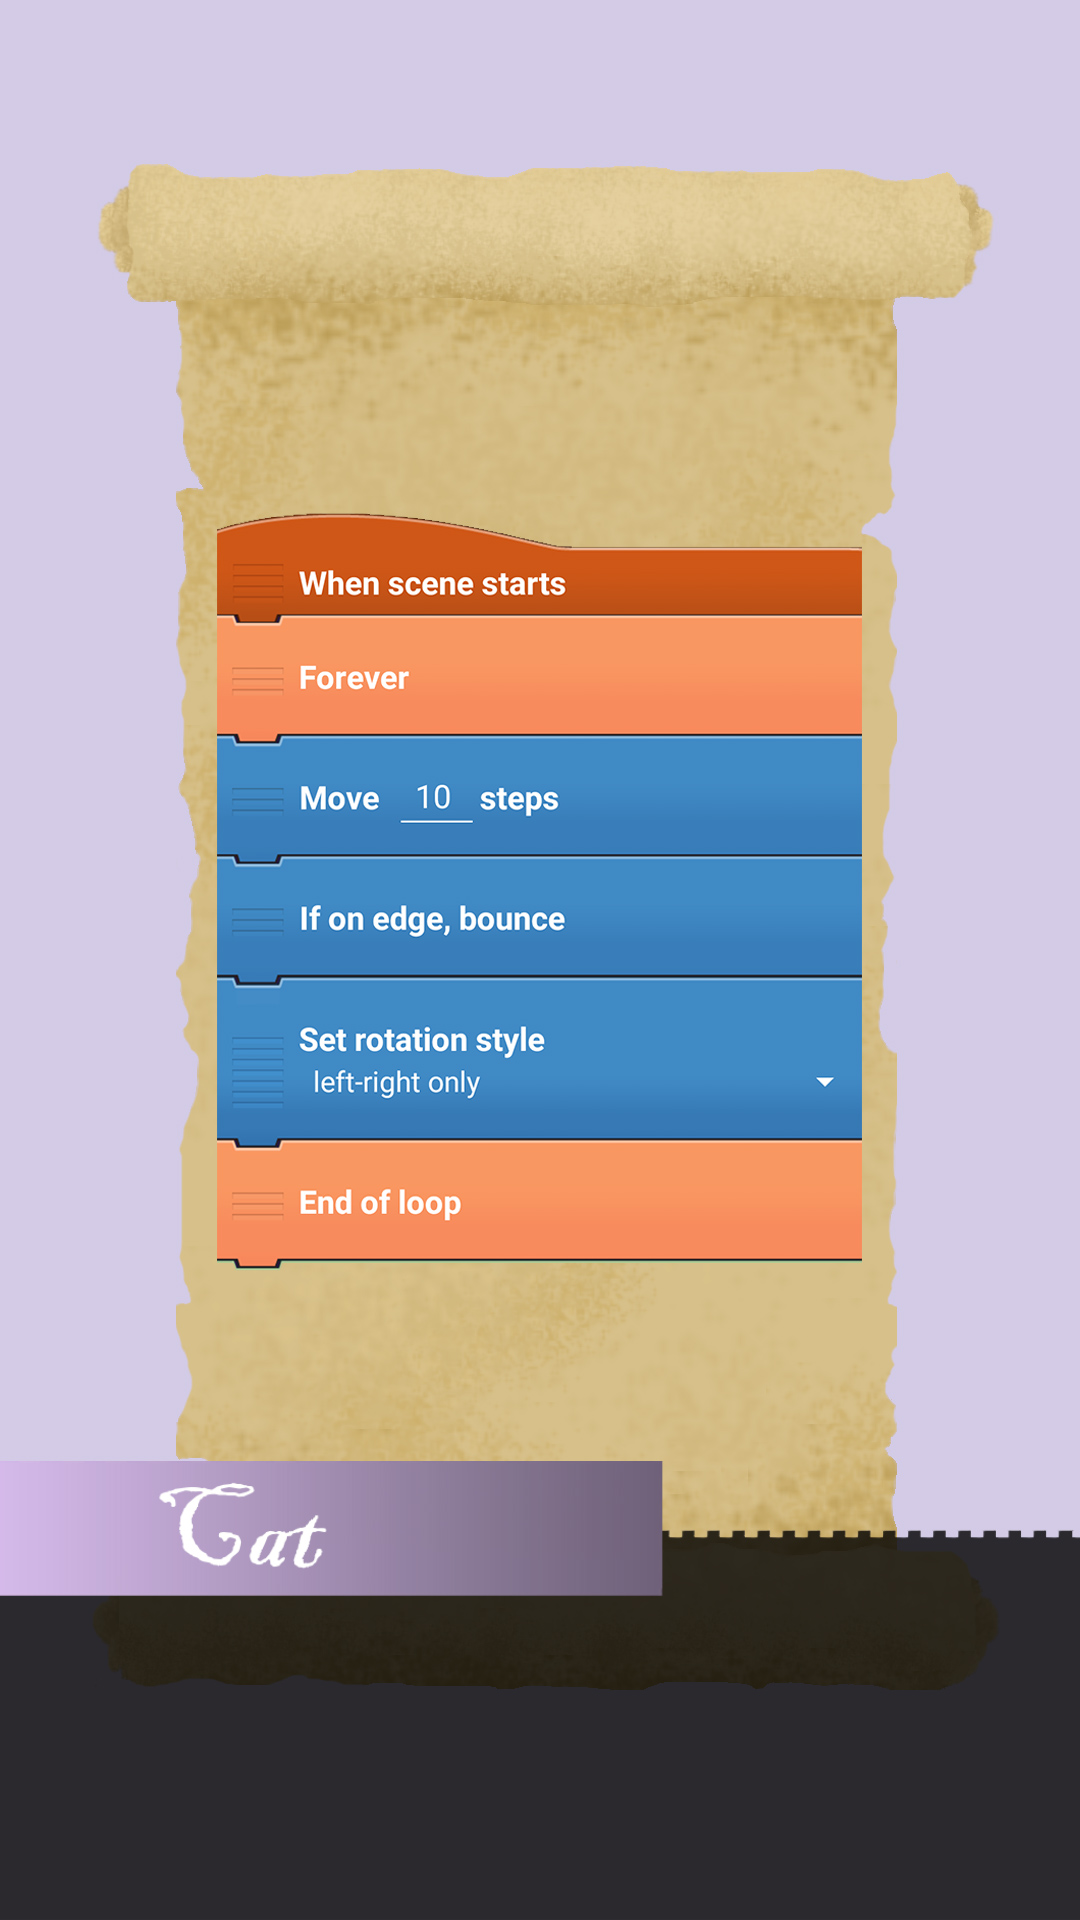 When scene starts
Forever
Move 10 steps
If on edge, bounce
Set rotation style
left-right only
End of loop
Cat